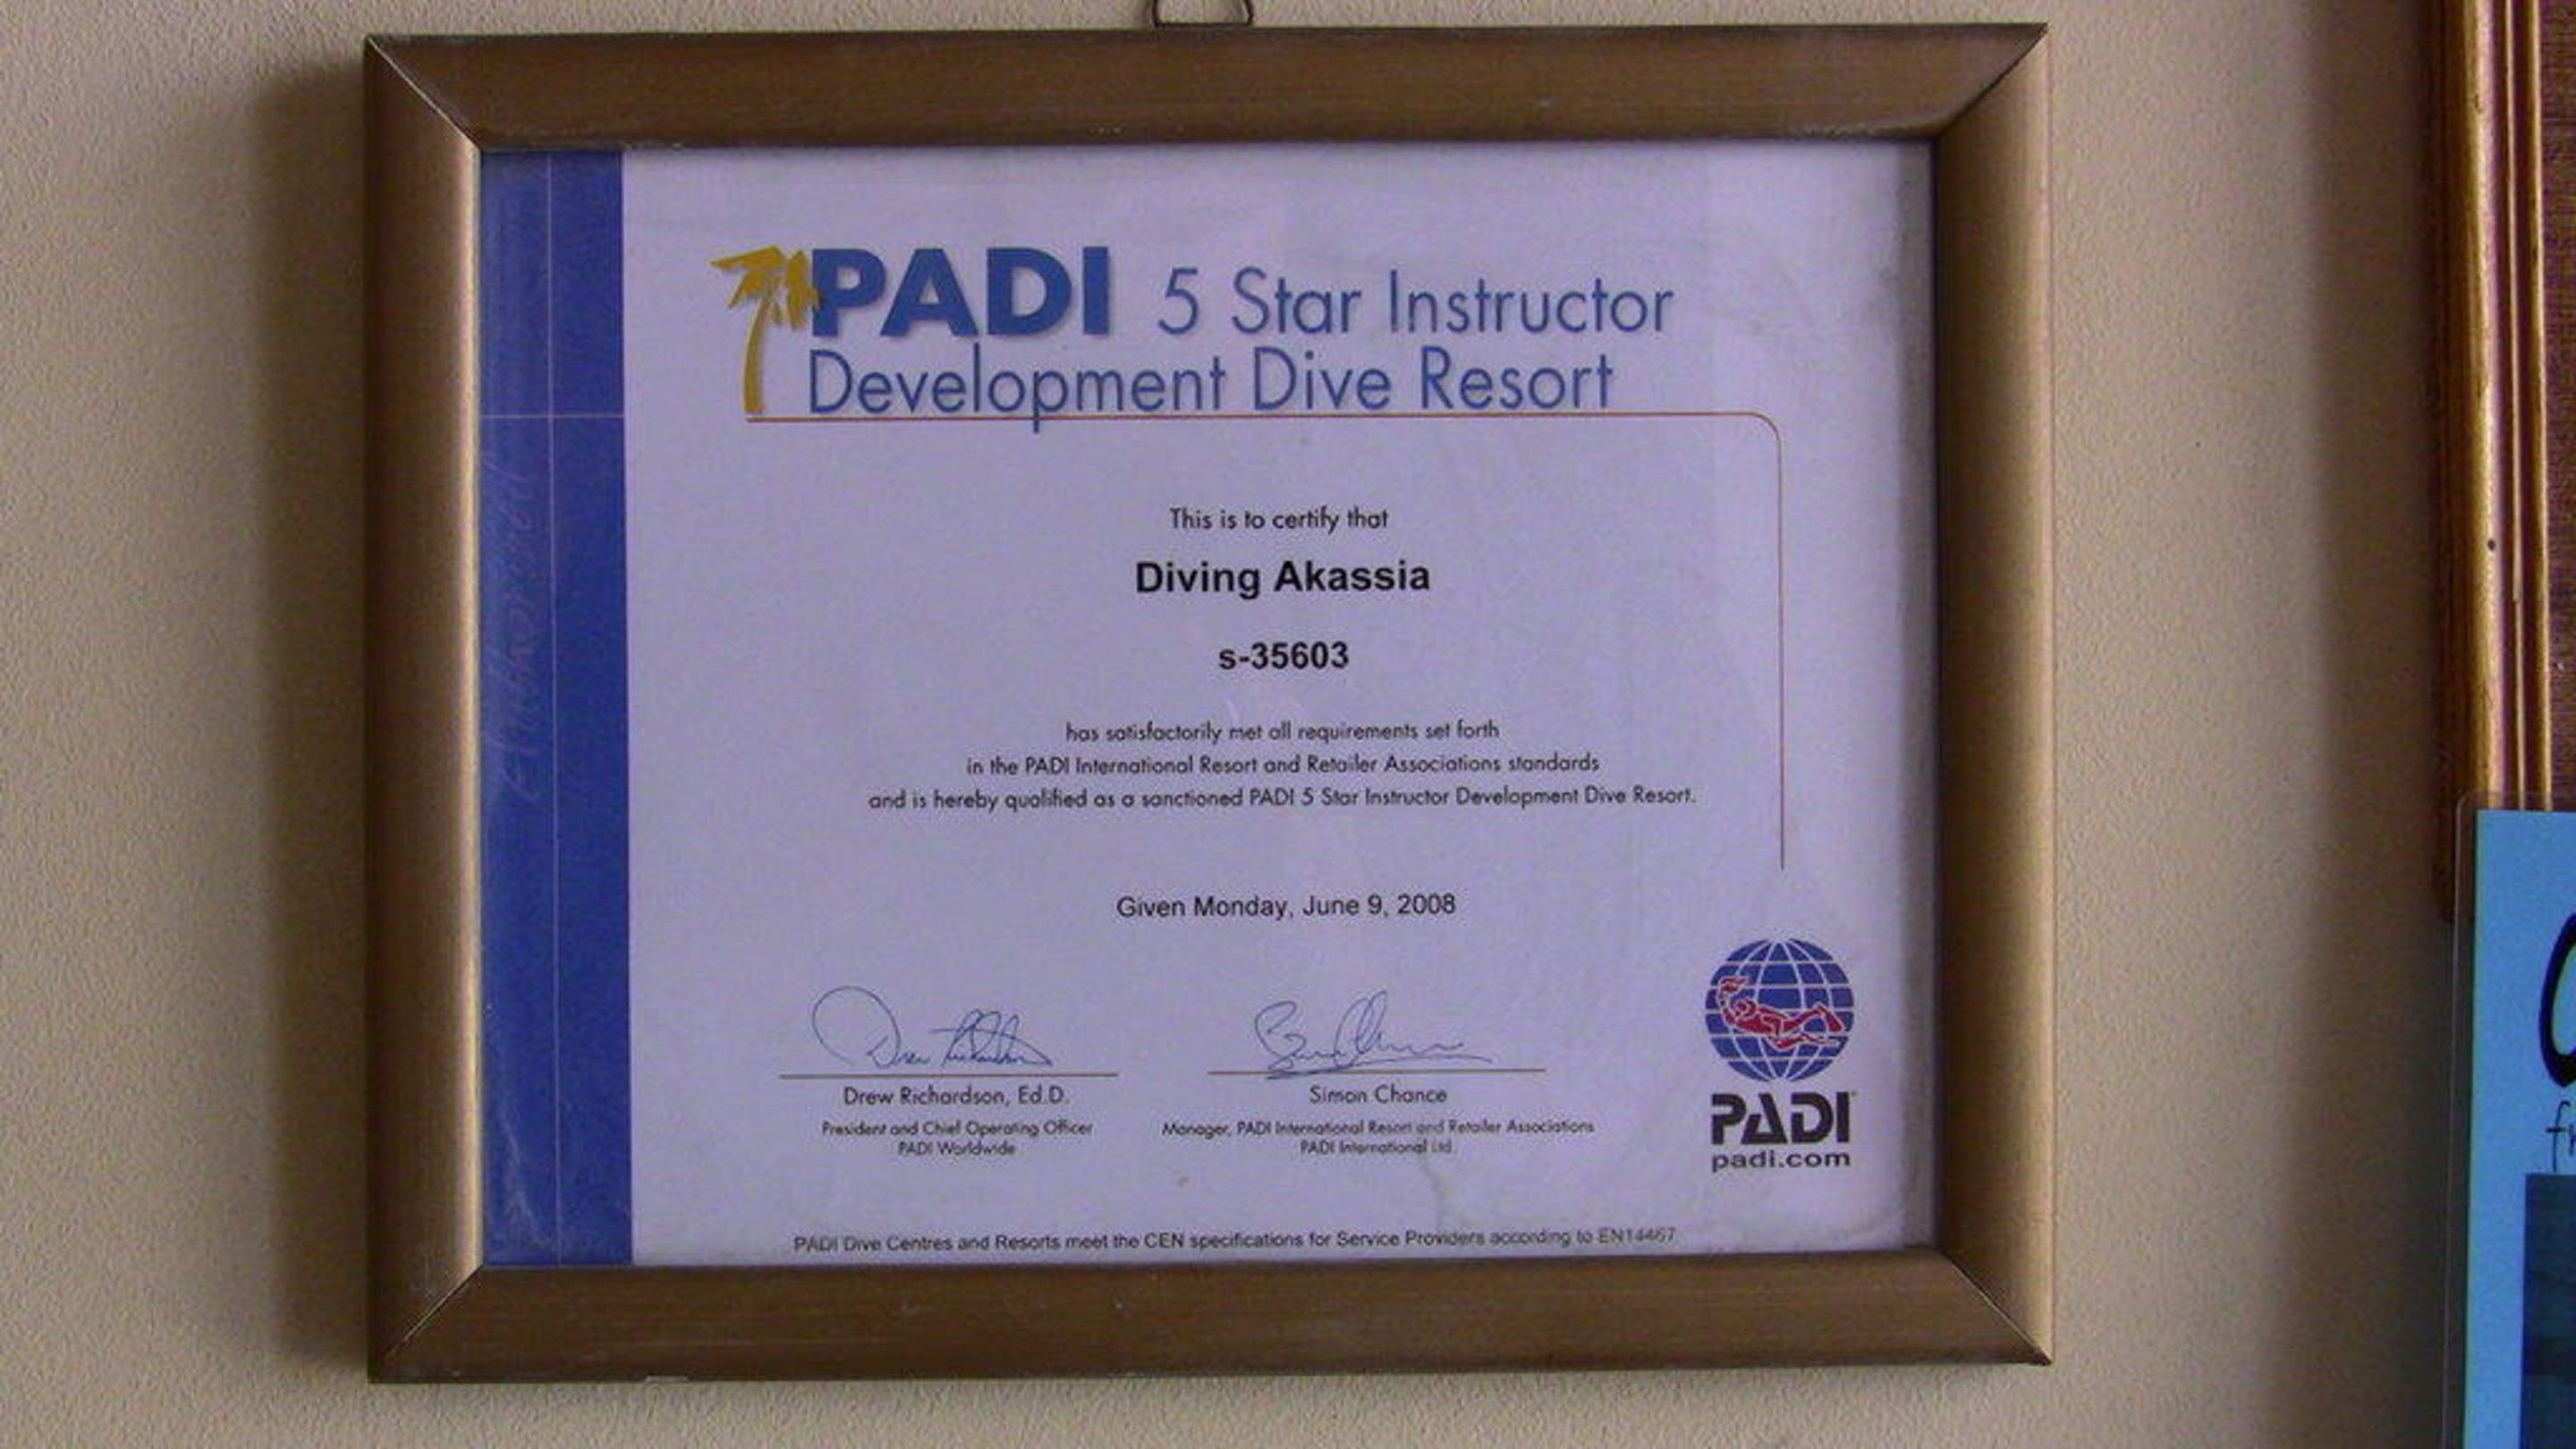 PADI 5 Star Instructor
Development Dive Resort
This is to certify that
Diving Akassia
s-35603
has satisfactorily met all requirements set forth
in the PADI International Resort and Retailer Associations standards
and is hereby qualified as a sanctioned PADI 5 Star Instructor Development Dive Resort.
Given Monday, June 9, 2008
Drew Richardson, Ed.D.
President and Chief Operating Officer
PADI Worldwide
Simon Chance
Manager, PADI International Resort and Retailer Associations
PADI International Ltd.
PADI
padi.com
PADI Dive Centres and Resorts meet the CEN specifications for Service Providers according to EN14467